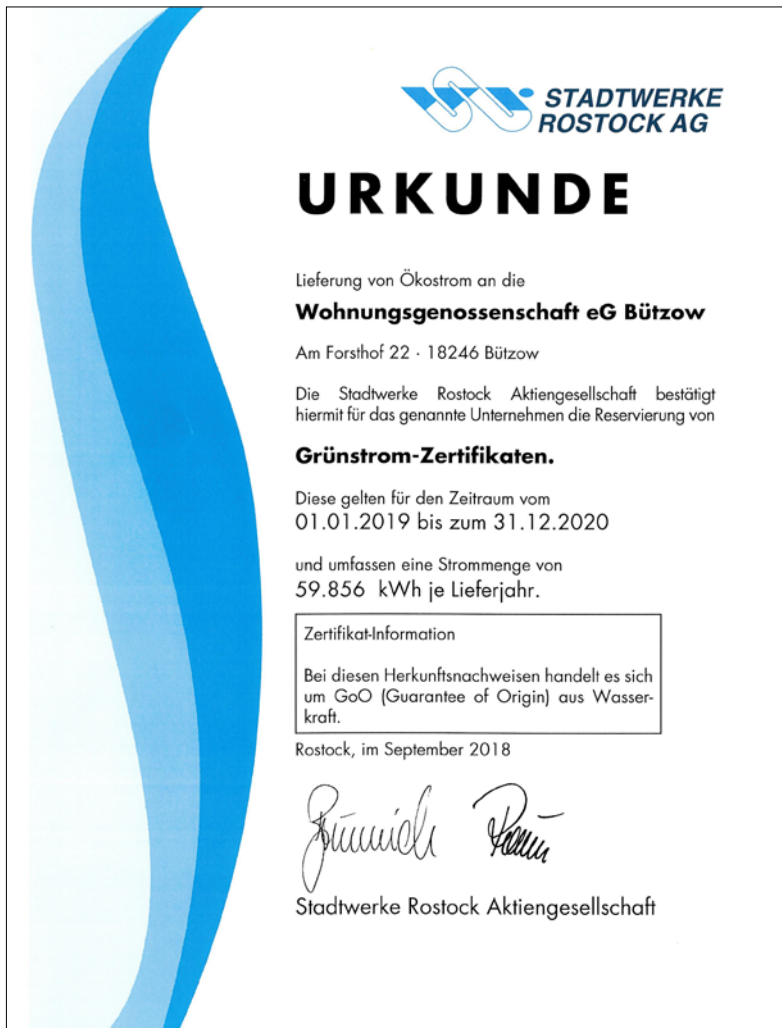 STADTWERKE
ROSTOCK AG
URKUNDE
Lieferung von Ökostrom an die
Wohnungsgenossenschaft eG Bützow
Am Forsthof 22 · 18246 Bützow
Die Stadtwerke Rostock Aktiengesellschaft bestätigt
hiermit für das genannte Unternehmen die Reservierung von
Grünstrom-Zertifikaten.
Diese gelten für den Zeitraum vom
01.01.2019 bis zum 31.12.2020
und umfassen eine Strommenge von
59.856 kWh je Lieferjahr.
Zertifikat-Information
Bei diesen Herkunftsnachweisen handelt es sich
um GoO (Guarantee of Origin) aus Wasser-
kraft.
Rostock, im September 2018
Stadtwerke Rostock Aktiengesellschaft